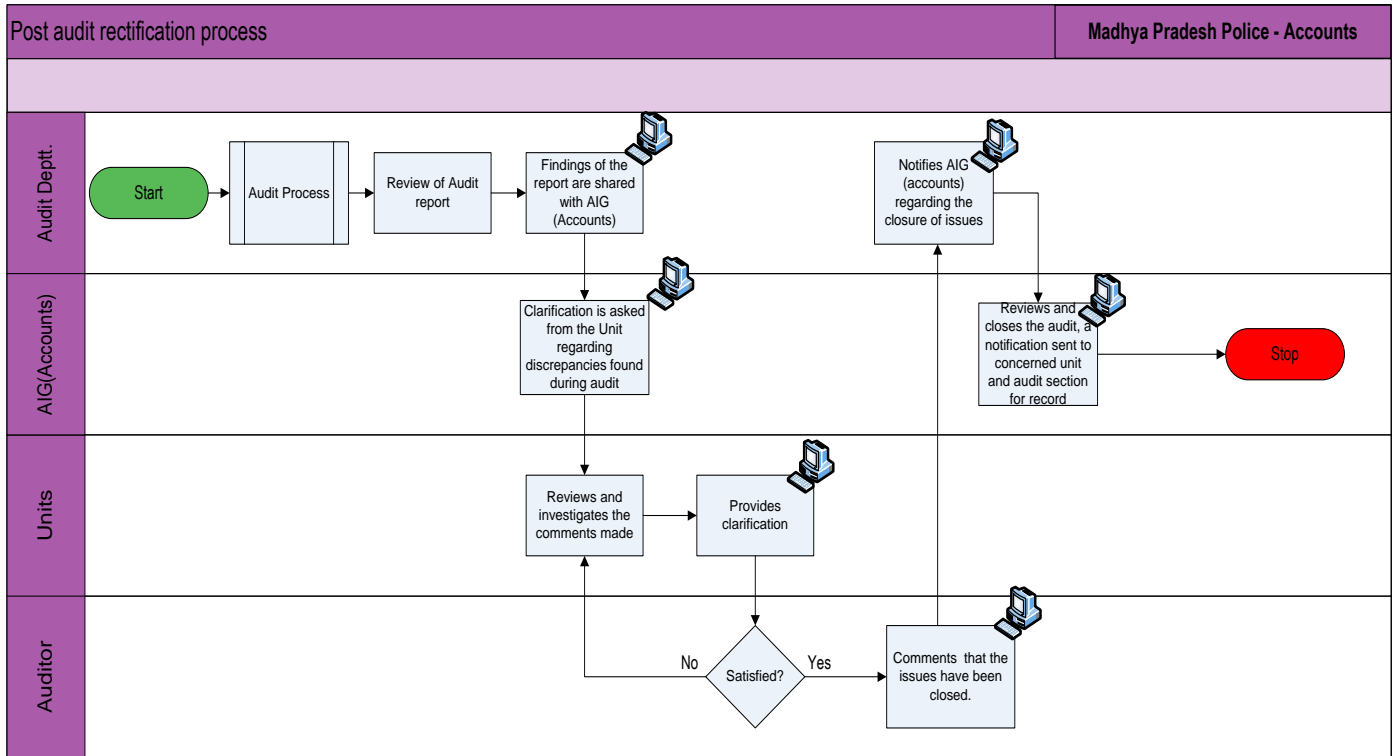 Post audit rectification process
Madhya Pradesh Police - Accounts
Audit Deptt.
Start
Audit Process
Review of Audit
report
Findings of the
report are shared
with AIG
(Accounts)
Notifies AIG
(accounts)
regarding the
closure of issues
AIG(Accounts)
Clarification is asked
from the Unit
regarding
discrepancies found
during audit
Reviews and
closes the audit, a
notification sent to
concerned unit
and audit section
for record
Stop
Units
Reviews and
investigates the
comments made
Provides
clarification
Auditor
No
Satisfied?
Yes
Comments that the
issues have been
closed.